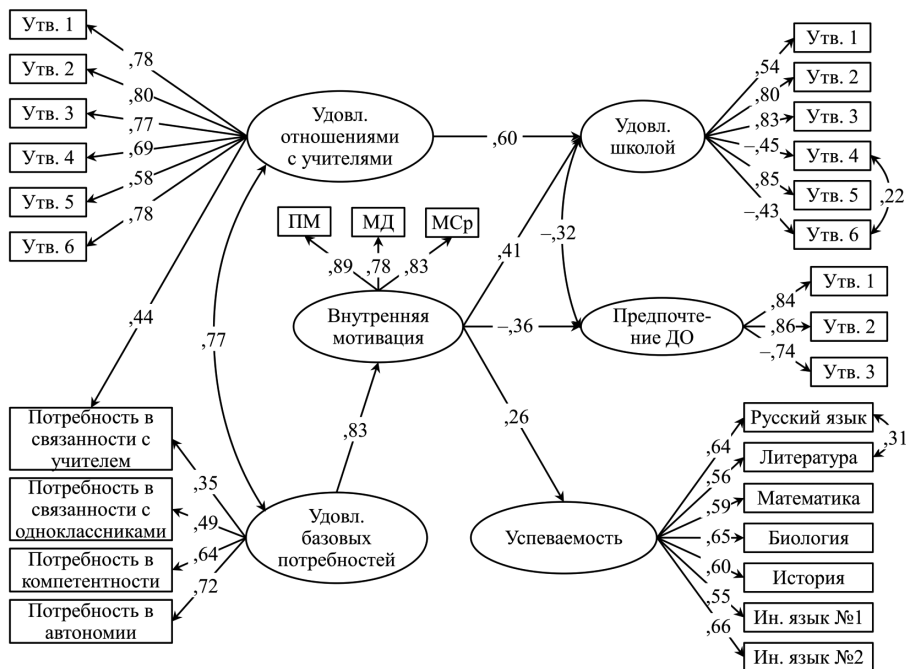 Утв. 1
Утв. 2
Утв. 3
Утв. 4
Утв. 5
Утв. 6
,78
,80
,77
,69
,58
,78
Удовл.
отношениями
с учителями
,60
Удовл.
школой
,54
,80
,83
–,45
,85
–,43
Утв. 1
Утв. 2
Утв. 3
Утв. 4
Утв. 5
Утв. 6
,22
ПМ
МД
МСр
,89
,78
,83
,41
–,32
,44
,77
Внутренняя
мотивация
–,36
Предпочте-
ние ДО
,84
,86
–,74
Утв. 1
Утв. 2
Утв. 3
,83
,26
Потребность в
связанности с
учителем
Потребность в
связанности с
одноклассниками
Потребность в
компетентности
Потребность в
автономии
,35
,49
,64
,72
Удовл.
базовых
потребностей
Успеваемость
,64
,56
,59
,65
,60
,55
,66
Русский язык
Литература
Математика
Биология
История
Ин. язык №1
Ин. язык №2
,31